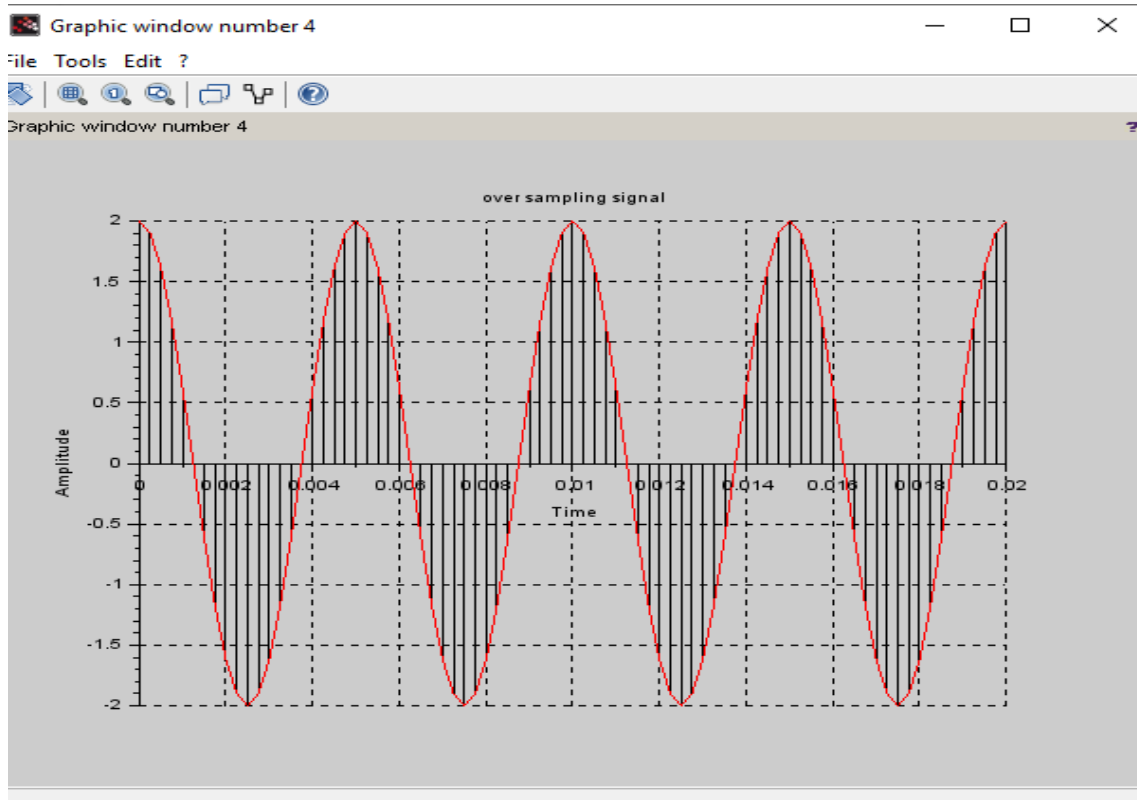 Graphic window number 4
File Tools Edit ?
Graphic window number 4 ?
over sampling signal
2
1.5
1
0.5
0
-0.5
-1
-1.5
-2
Amplitude
0 0.002 0.004 0.006 0.008 0.01 0.012 0.014 0.016 0.018 0.02
Time